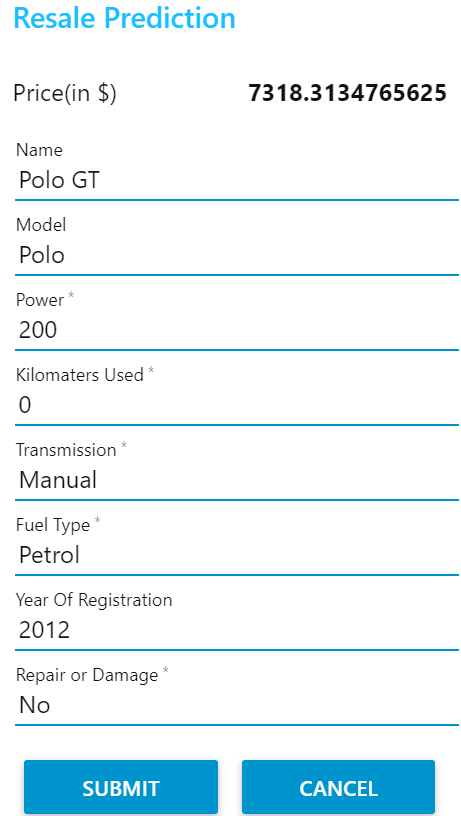 Resale Prediction
Price(in $) 7318.3134765625
Name
Polo GT
Model
Polo
Power *
200
Kilomaters Used *
0
Transmission *
Manual
Fuel Type *
Petrol
Year Of Registration
2012
Repair or Damage *
No
SUBMIT CANCEL